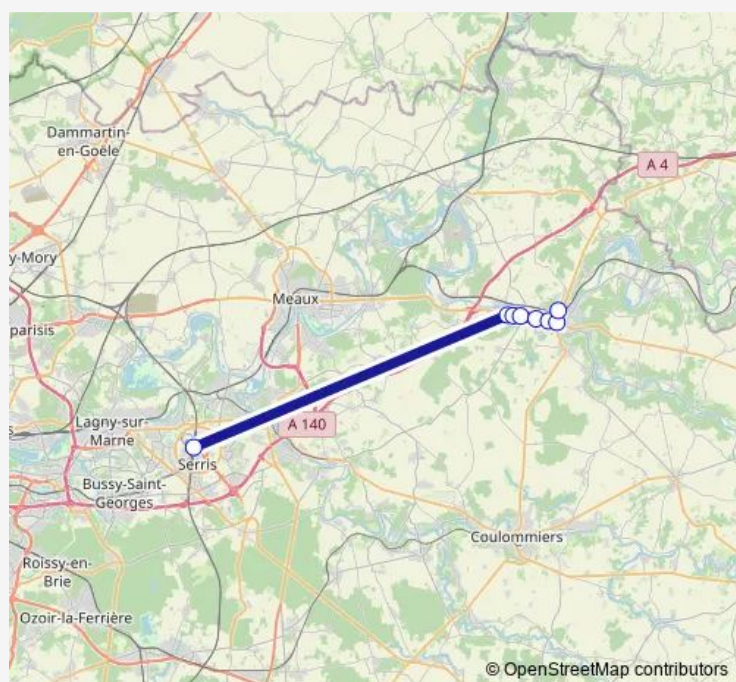 Dammartin-
en-Goële
A 4
y-Mory
Meaux
parisis
Lagny-sur-
Marne
A 140
Serris
Bussy-Saint-
Georges
Coulommiers
Roissy-en-
Brie
Ozoir-la-Ferrière
© OpenStreetMap contributors